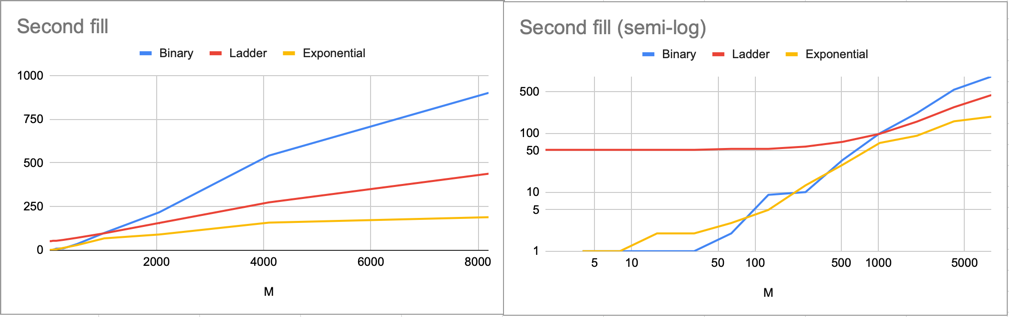 Second fill
Binary Ladder Exponential
1000
750
500
250
0
2000 4000 6000 8000
M
Second fill (semi-log)
Binary Ladder Exponential
500
100
50
10
5
1
5 10 50 100 500 1000 5000
M